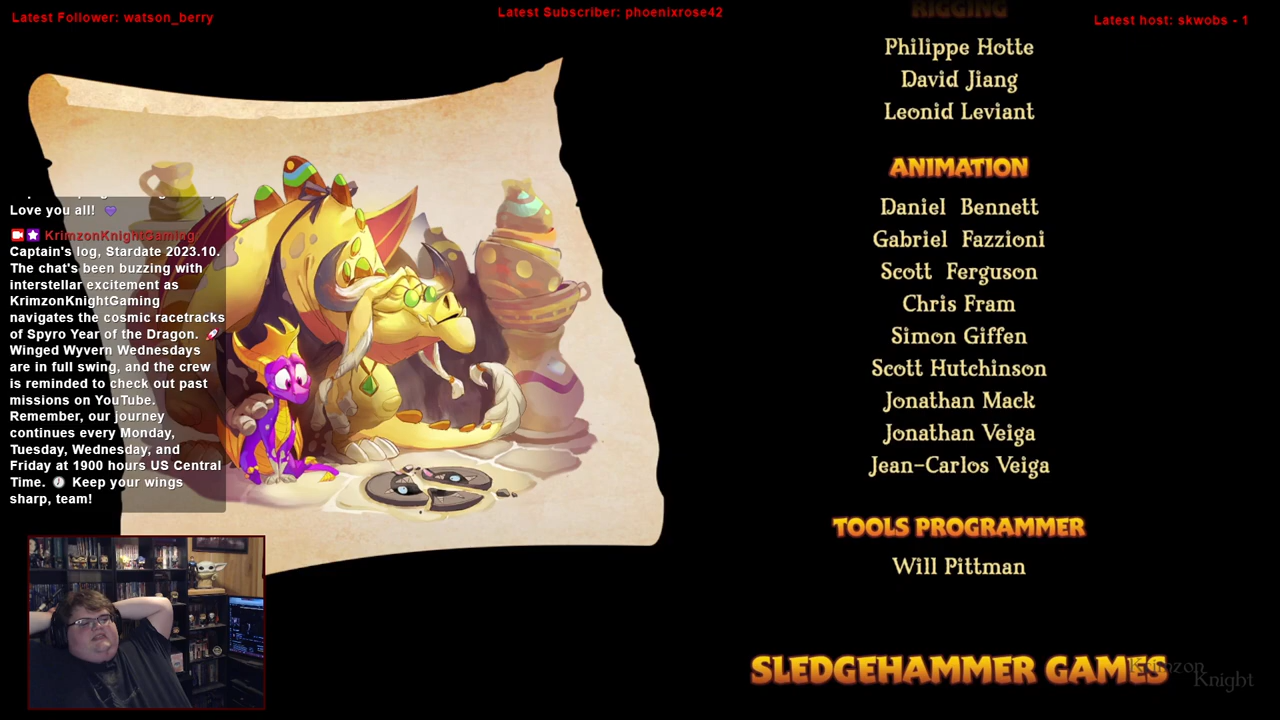 Latest Follower: watson_berry
Latest Subscriber: phoenixrose42
Latest host: skwobs - 1
Love you all! 💜
KrimzonKnightGaming:
Captain's log, Stardate 2023.10.
The chat's been buzzing with
interstellar excitement as
KrimzonKnightGaming
navigates the cosmic racetracks
of Spyro Year of the Dragon. 🚀
Winged Wyvern Wednesdays
are in full swing, and the crew
is reminded to check out past
missions on YouTube.
Remember, our journey
continues every Monday,
Tuesday, Wednesday, and
Friday at 1900 hours US Central
Time. 🕗 Keep your wings
sharp, team!
RIGGING
Philippe Hotte
David Jiang
Leonid Leviant
ANIMATION
Daniel Bennett
Gabriel Fazzioni
Scott Ferguson
Chris Fram
Simon Giffen
Scott Hutchinson
Jonathan Mack
Jonathan Veiga
Jean-Carlos Veiga
TOOLS PROGRAMMER
Will Pittman
SLEDGEHAMMER GAMES
Krimzon
Knight